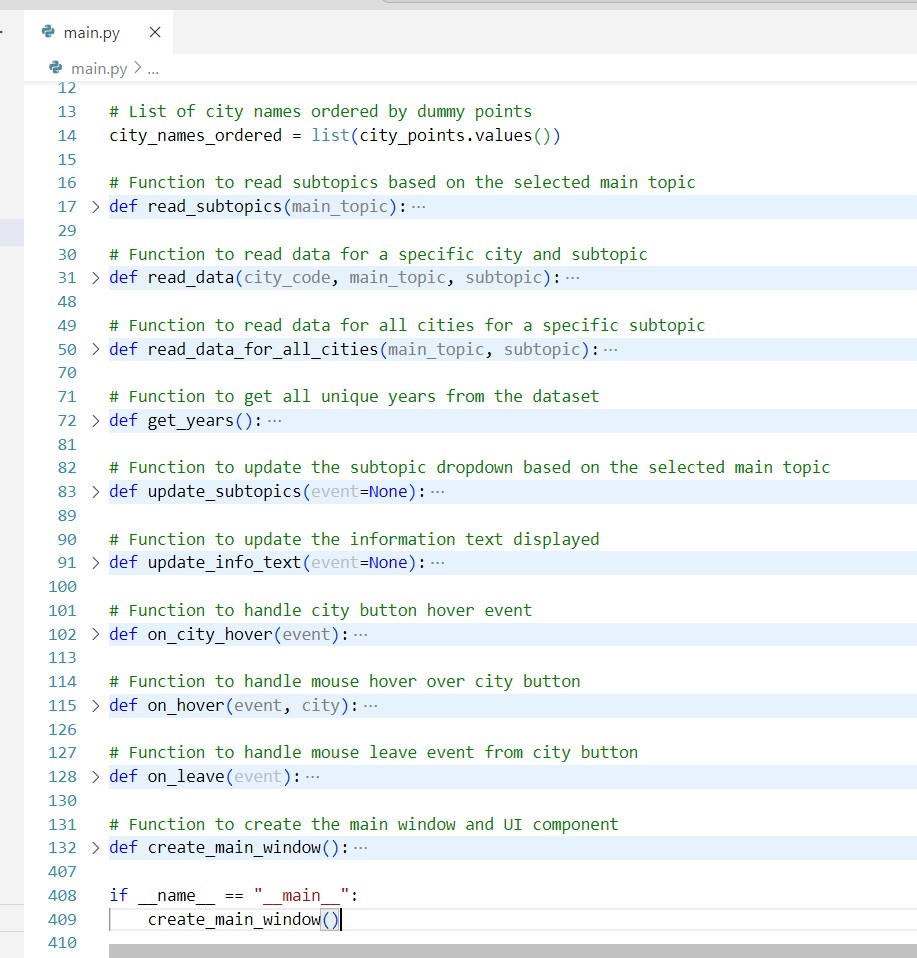 main.py
main.py > ...
12
13 # List of city names ordered by dummy points
14 city_names_ordered = list(city_points.values())
15
16 # Function to read subtopics based on the selected main topic
17 > def read_subtopics(main_topic): ···
29
30 # Function to read data for a specific city and subtopic
31 > def read_data(city_code, main_topic, subtopic): ···
48
49 # Function to read data for all cities for a specific subtopic
50 > def read_data_for_all_cities(main_topic, subtopic): ···
70
71 # Function to get all unique years from the dataset
72 > def get_years(): ···
81
82 # Function to update the subtopic dropdown based on the selected main topic
83 > def update_subtopics(event=None): ···
89
90 # Function to update the information text displayed
91 > def update_info_text(event=None): ···
100
101 # Function to handle city button hover event
102 > def on_city_hover(event): ···
113
114 # Function to handle mouse hover over city button
115 > def on_hover(event, city): ···
126
127 # Function to handle mouse leave event from city button
128 > def on_leave(event): ···
130
131 # Function to create the main window and UI component
132 > def create_main_window(): ···
407
408 if __name__ == "__main__":
409 create_main_window()
410